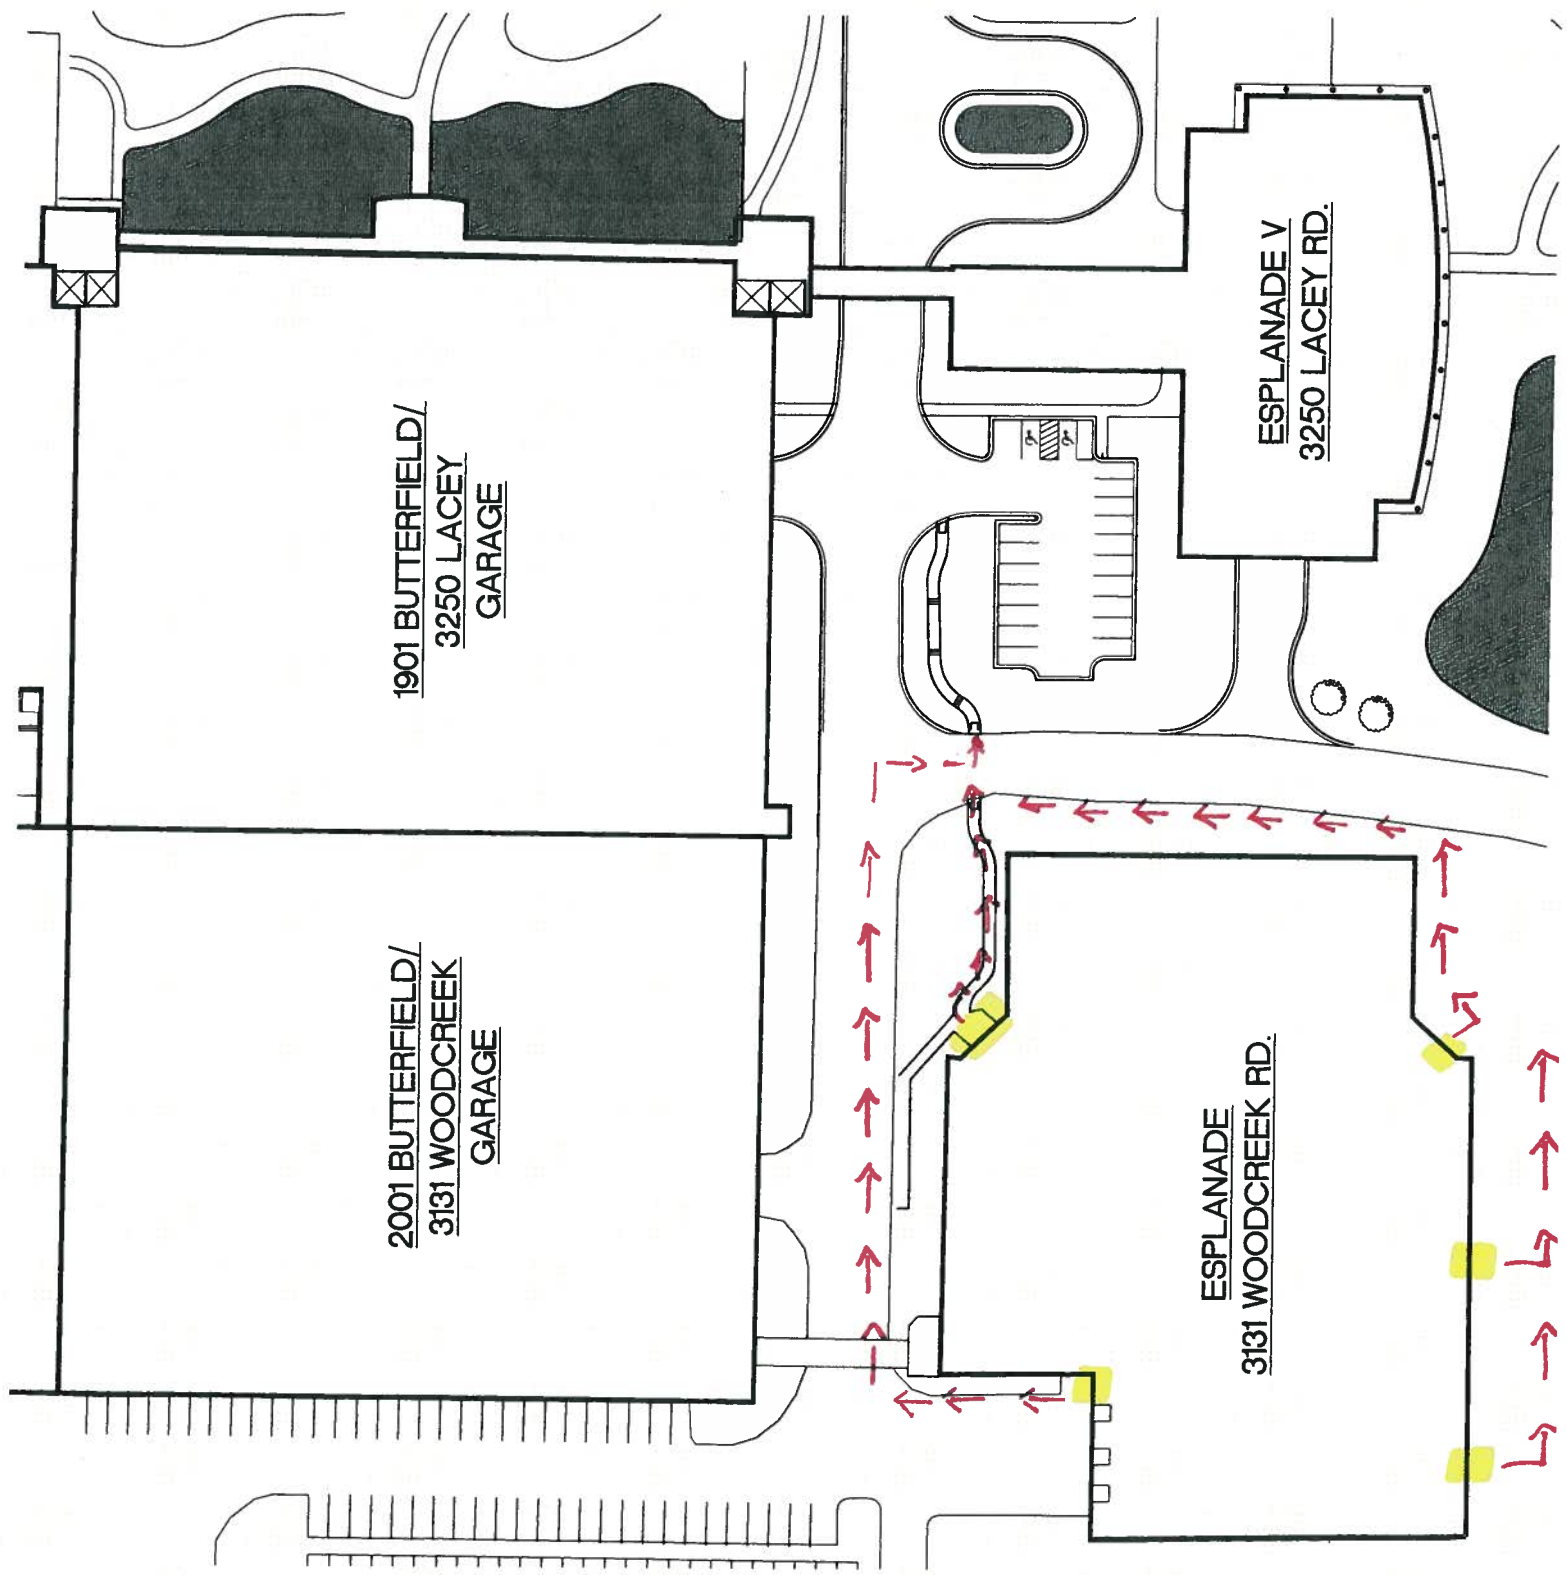 1901 BUTTERFIELD/
3250 LACEY
GARAGE
ESPLANADE V
3250 LACEY RD.
2001 BUTTERFIELD/
3131 WOODCREEK
GARAGE
ESPLANADE
3131 WOODCREEK RD.